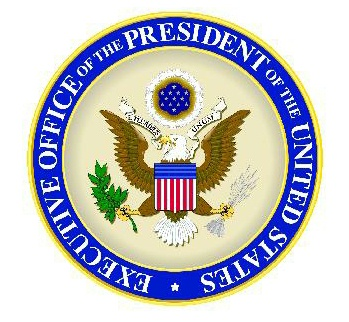 EXECUTIVE OFFICE OF THE PRESIDENT OF THE UNITED STATES